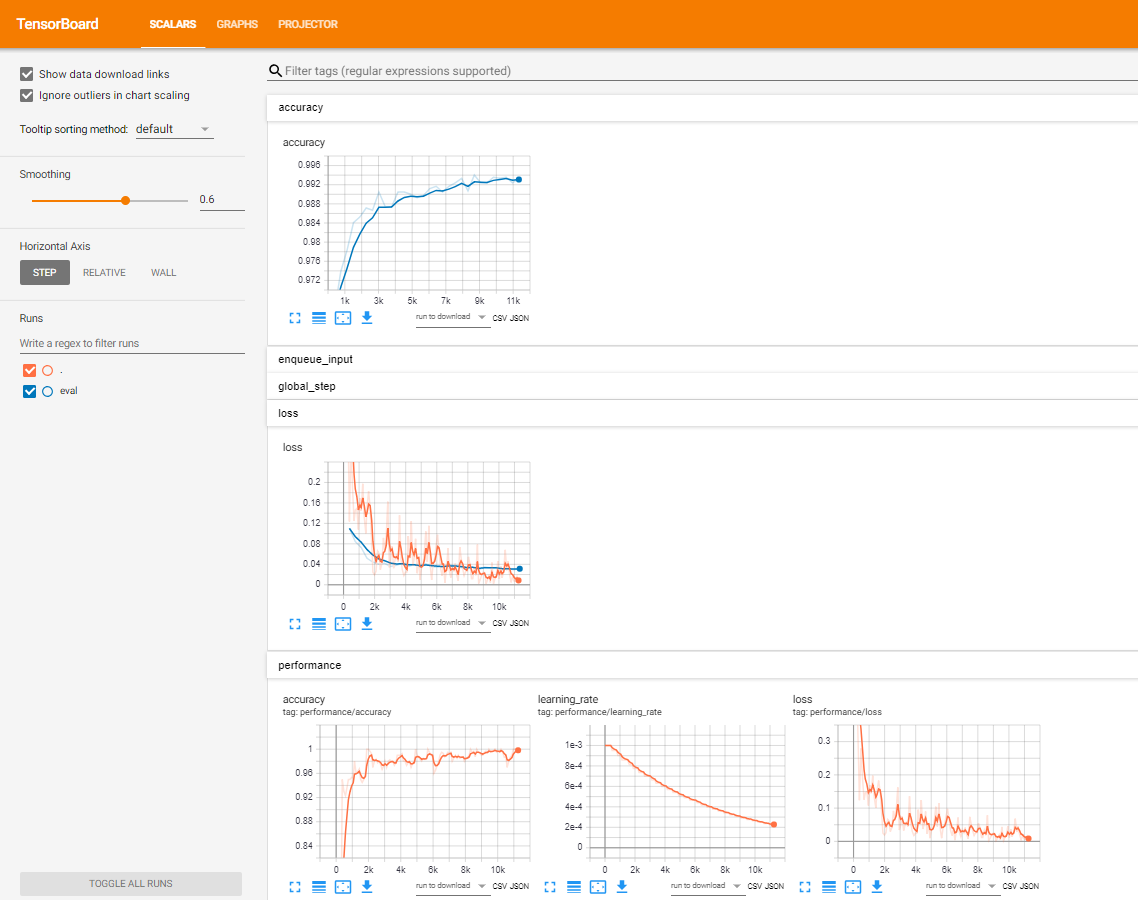 TensorBoard SCALARS GRAPHS PROJECTOR
Show data download links
Ignore outliers in chart scaling
Tooltip sorting method: default
Smoothing
0.6
Horizontal Axis
STEP RELATIVE WALL
Runs
Write a regex to filter runs
.
eval
TOGGLE ALL RUNS
Filter tags (regular expressions supported)
accuracy
accuracy
0.996
0.992
0.988
0.984
0.98
0.976
0.972
1k 3k 5k 7k 9k 11k
run to download CSV JSON
enqueue_input
global_step
loss
loss
0.2
0.16
0.12
0.08
0.04
0
0 2k 4k 6k 8k 10k
run to download CSV JSON
performance
accuracy
tag: performance/accuracy
1
0.96
0.92
0.88
0.84
0 2k 4k 6k 8k 10k
run to download CSV JSON
learning_rate
tag: performance/learning_rate
1e-3
8e-4
6e-4
4e-4
2e-4
0
0 2k 4k 6k 8k 10k
run to download CSV JSON
loss
tag: performance/loss
0.3
0.2
0.1
0
0 2k 4k 6k 8k 10k
run to download CSV JSON